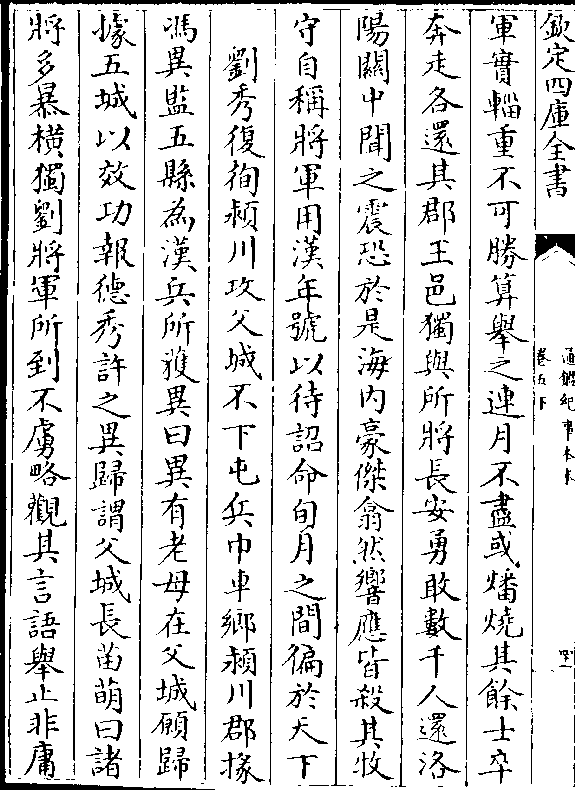 欽定四庫全書
通鑑紀事本末
卷五下
軍實輜重不可勝算舉之連月不盡或燔燒其餘士卒
奔走各還其郡王邑獨與所將長安勇敢數千人還洛
陽關中聞之震恐於是海内豪傑翕然響應皆殺其牧
守自稱將軍用漢年號以待詔命旬月之間徧於天下
劉秀復徇潁川攻父城不下屯兵巾車鄉潁川郡掾
馮異監五縣為漢兵所獲異曰異有老母在父城願歸
據五城以效功報德秀許之異歸謂父城長苖萌曰諸
將多暴横獨劉將軍所到不虜略觀其言語舉止非庸